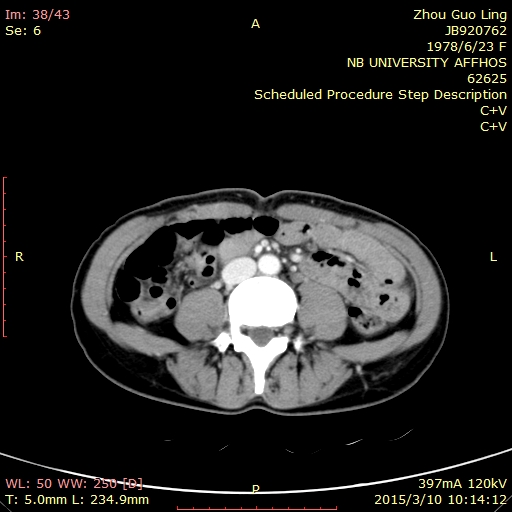 Im: 38/43
Se: 6
A
Zhou Guo Ling
JB920762
1978/6/23 F
NB UNIVERSITY AFFHOS
62625
Scheduled Procedure Step Description
C+V
C+V
R
L
WL: 50 WW: 250 [D]
T: 5.0mm L: 234.9mm
P
397mA 120kV
2015/3/10 10:14:12